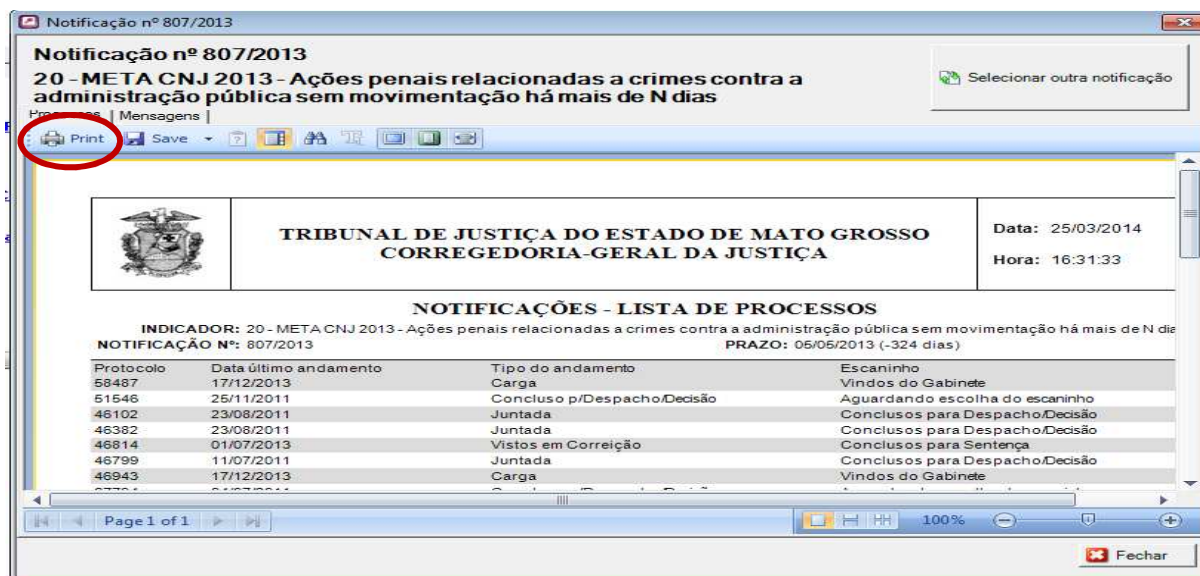 Notificação nº 807/2013
Notificação nº 807/2013
20 - META CNJ 2013 - Ações penais relacionadas a crimes contra a
administração pública sem movimentação há mais de N dias
Selecionar outra notificação
Processos | Mensagens |
Print Save
TRIBUNAL DE JUSTIÇA DO ESTADO DE MATO GROSSO
CORREGEDORIA-GERAL DA JUSTIÇA
Data: 25/03/2014
Hora: 16:31:33
NOTIFICAÇÕES - LISTA DE PROCESSOS
INDICADOR: 20 - META CNJ 2013 - Ações penais relacionadas a crimes contra a administração pública sem movimentação há mais de N dia
NOTIFICAÇÃO Nº: 807/2013 PRAZO: 05/05/2013 (-324 dias)
Protocolo Data último andamento Tipo do andamento Escaninho
58487 17/12/2013 Carga Vindos do Gabinete
51546 25/11/2011 Concluso p/Despacho/Decisão Aguardando escolha do escaninho
46102 23/08/2011 Juntada Conclusos para Despacho/Decisão
46382 23/08/2011 Juntada Conclusos para Despacho/Decisão
46814 01/07/2013 Vistos em Correição Conclusos para Sentença
46799 11/07/2011 Juntada Conclusos para Despacho/Decisão
46943 17/12/2013 Carga Vindos do Gabinete
Page 1 of 1 100%
Fechar